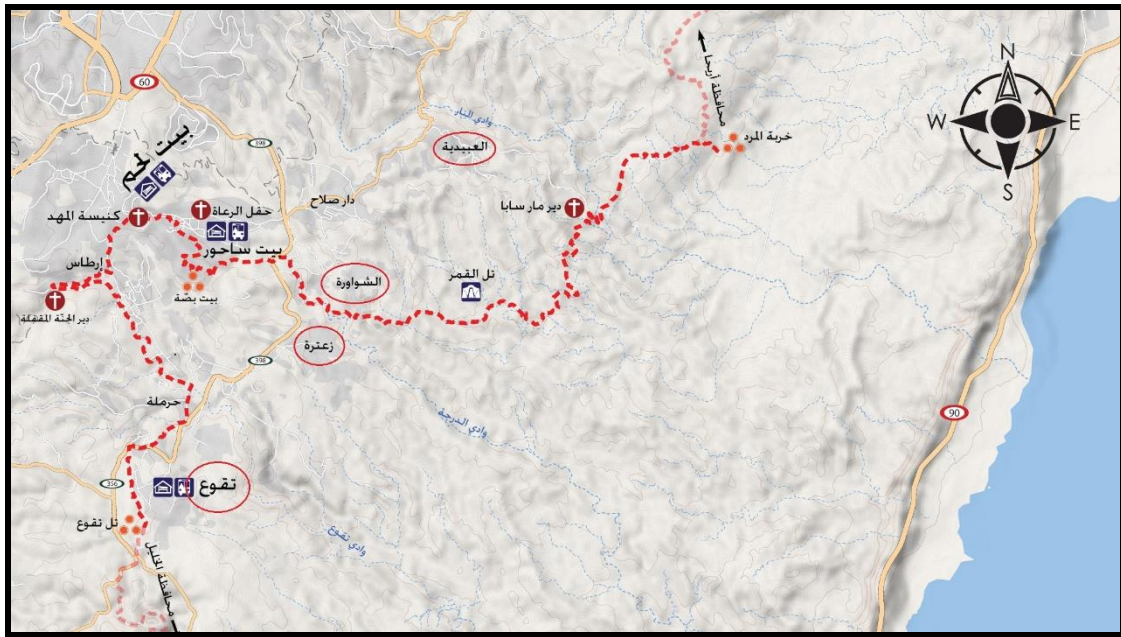 60
N
W
E
S
محافظة أريحا
خربة المرد
وادي النار
398
العبيدية
بيت لحم
دار صلاح
دير مار سابا
حقل الرعاة
كنيسة المهد
بيت ساحور
إرطاس
تل القمر
الشواورة
بيت بصة
دير الجنة المقفلة
زعترة
398
حرملة
90
وادي الدرجة
تقوع
356
تل تقوع
وادي تقوع
محافظة الخليل